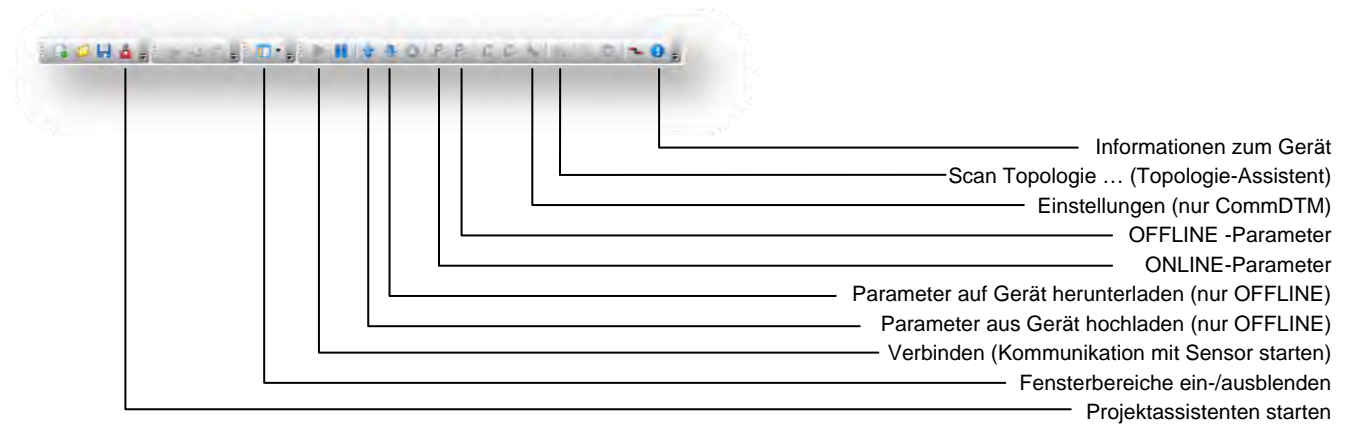 Informationen zum Gerät
Scan Topologie … (Topologie-Assistent)
Einstellungen (nur CommDTM)
OFFLINE -Parameter
ONLINE-Parameter
Parameter auf Gerät herunterladen (nur OFFLINE)
Parameter aus Gerät hochladen (nur OFFLINE)
Verbinden (Kommunikation mit Sensor starten)
Fensterbereiche ein-/ausblenden
Projektassistenten starten